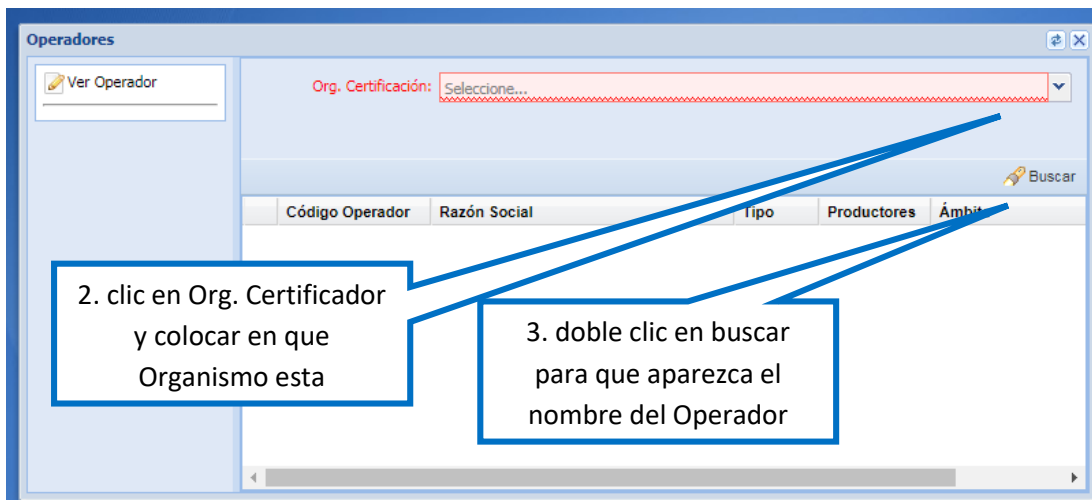 Operadores
Ver Operador
Org. Certificación:
Seleccione...
Buscar
Código Operador
Razón Social
Tipo
Productores
Ámbito
2. clic en Org. Certificador
y colocar en que
Organismo esta
3. doble clic en buscar
para que aparezca el
nombre del Operador